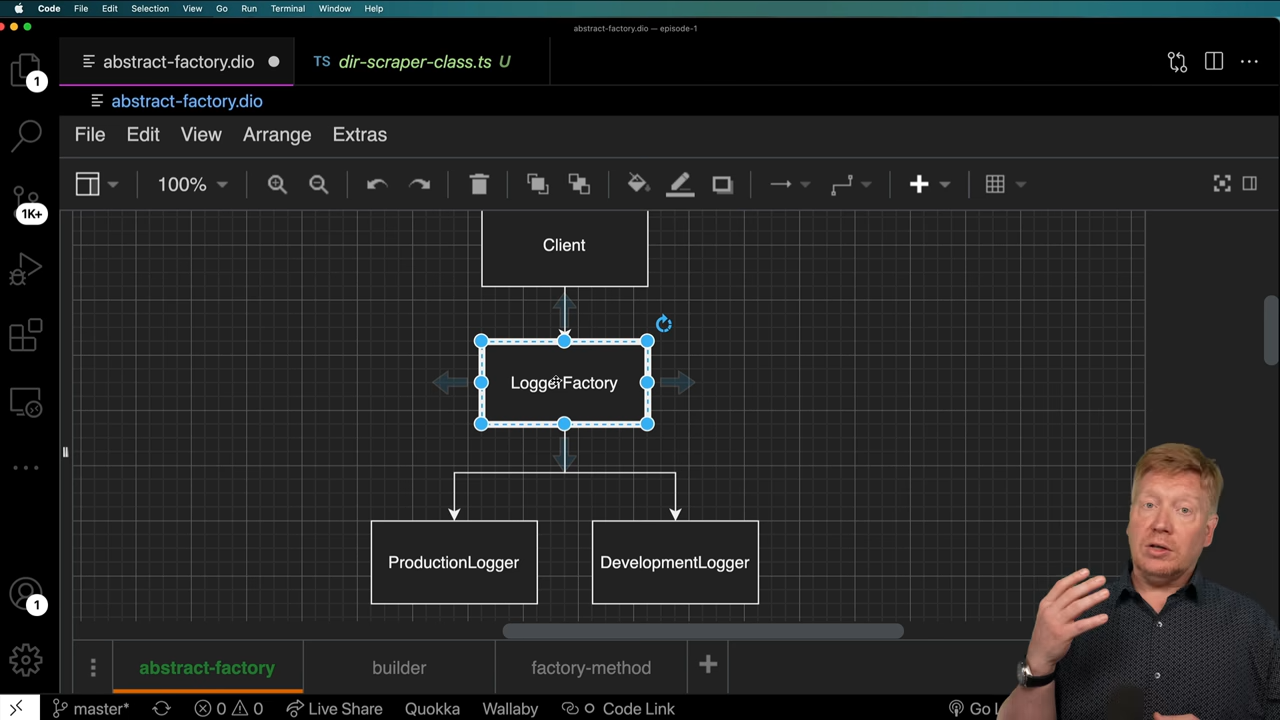 Code File Edit Selection View Go Run Terminal Window Help
abstract-factory.dio — episode-1
abstract-factory.dio
TS dir-scraper-class.ts U
1
abstract-factory.dio
File Edit View Arrange Extras
100%
1K+
Client
LoggerFactory
ProductionLogger
DevelopmentLogger
1
abstract-factory
builder
factory-method
master* 0 0 Live Share Quokka Wallaby Code Link Go L